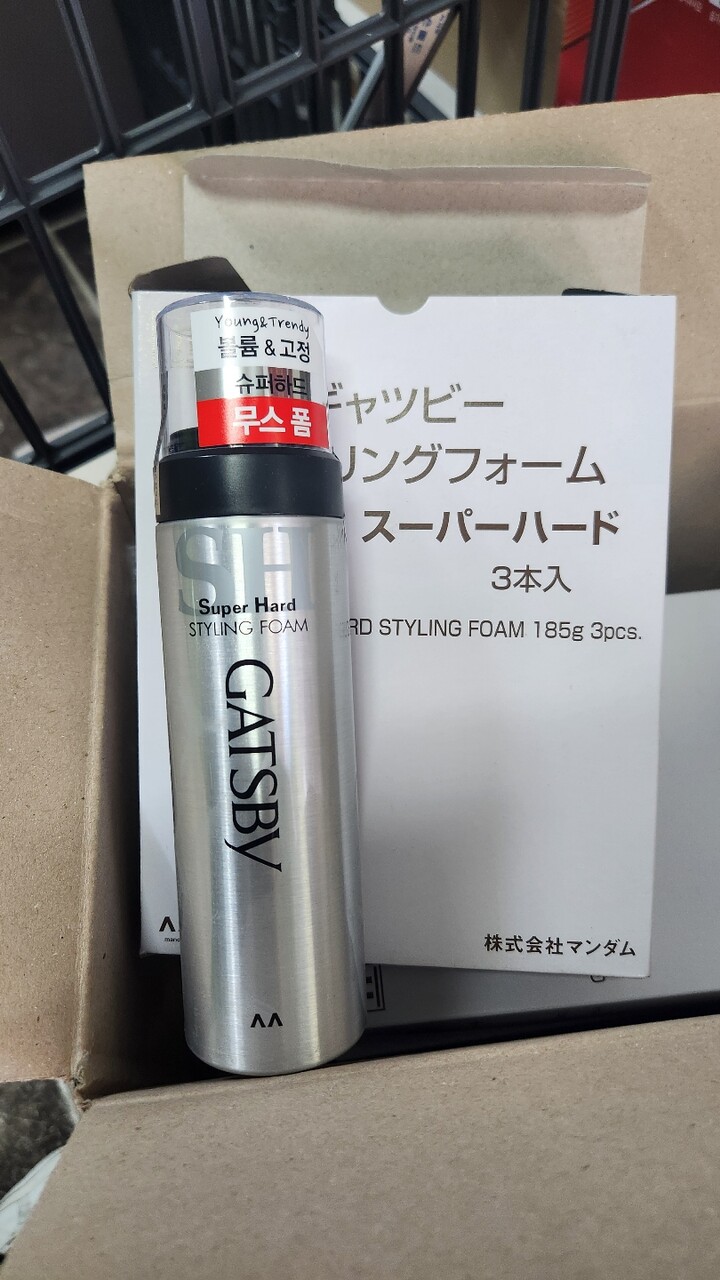 Young&Trendy
볼륨 & 고정
슈퍼하드
무스 폼
SH
Super Hard
STYLING FOAM
GATSBY
ギャツビー
リングフォーム
スーパーハード
3本入
RD STYLING FOAM 185g 3pcs.
株式会社マンダム